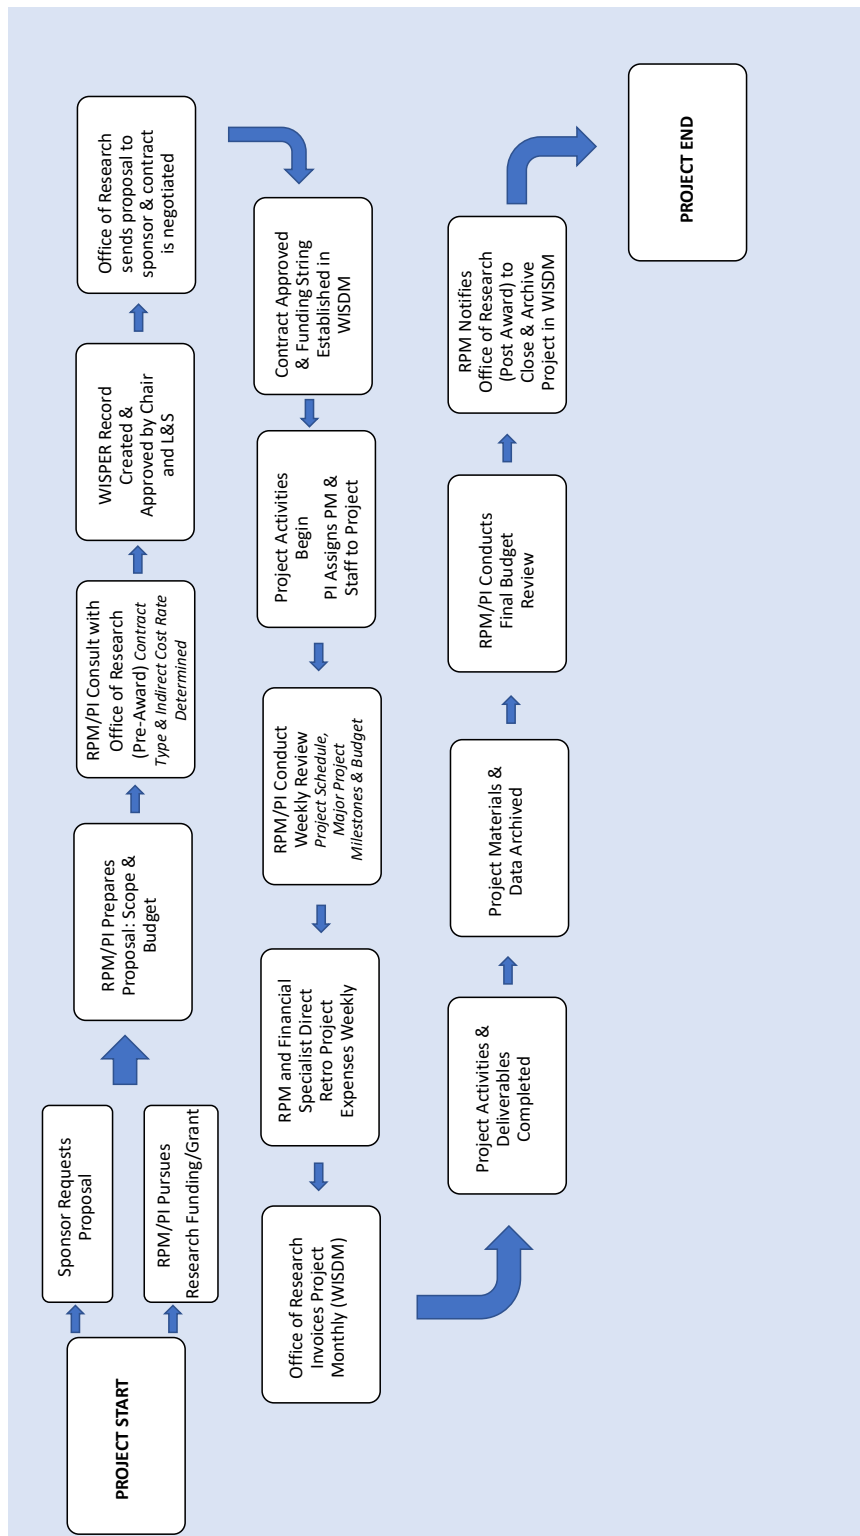 PROJECT START
Sponsor Requests
Proposal
RPM/PI Pursues
Research Funding/Grant
RPM/PI Prepares
Proposal: Scope &
Budget
RPM/PI Consult with
Office of Research
(Pre-Award) Contract
Type & Indirect Cost Rate
Determined
WISPER Record
Created &
Approved by Chair
and L&S
Office of Research
sends proposal to
sponsor & contract
is negotiated
Contract Approved
& Funding String
Established in
WISDM
Project Activities
Begin
PI Assigns PM &
Staff to Project
RPM/PI Conduct
Weekly Review
Project Schedule,
Major Project
Milestones & Budget
RPM and Financial
Specialist Direct
Retro Project
Expenses Weekly
Office of Research
Invoices Project
Monthly (WISDM)
Project Activities &
Deliverables
Completed
Project Materials &
Data Archived
RPM/PI Conducts
Final Budget
Review
RPM Notifies
Office of Research
(Post Award) to
Close & Archive
Project in WISDM
PROJECT END